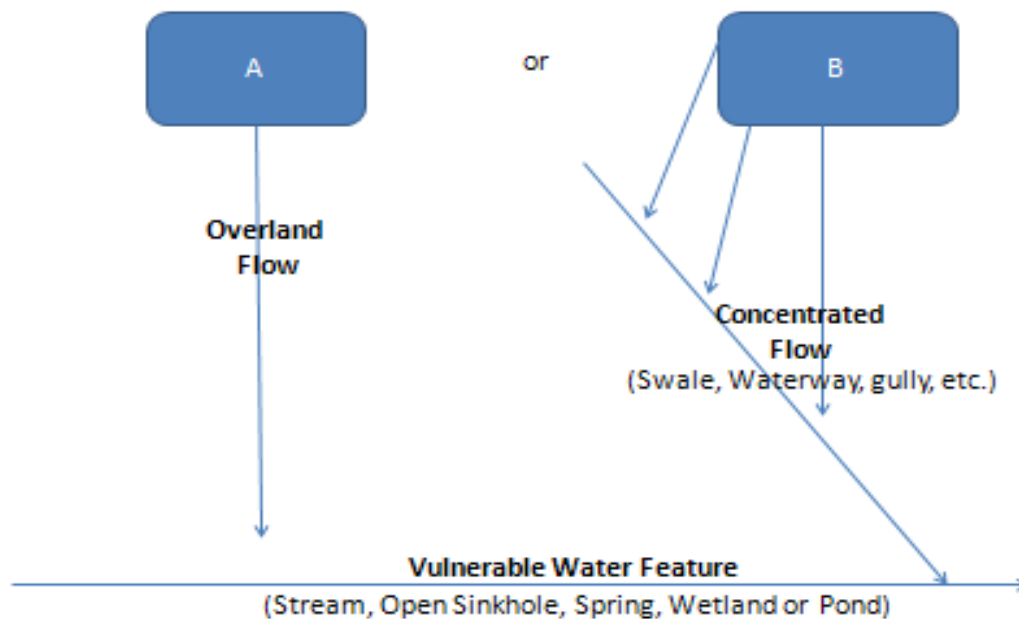 A
or
B
Overland
Flow
Concentrated
Flow
(Swale, Waterway, gully, etc.)
Vulnerable Water Feature
(Stream, Open Sinkhole, Spring, Wetland or Pond)